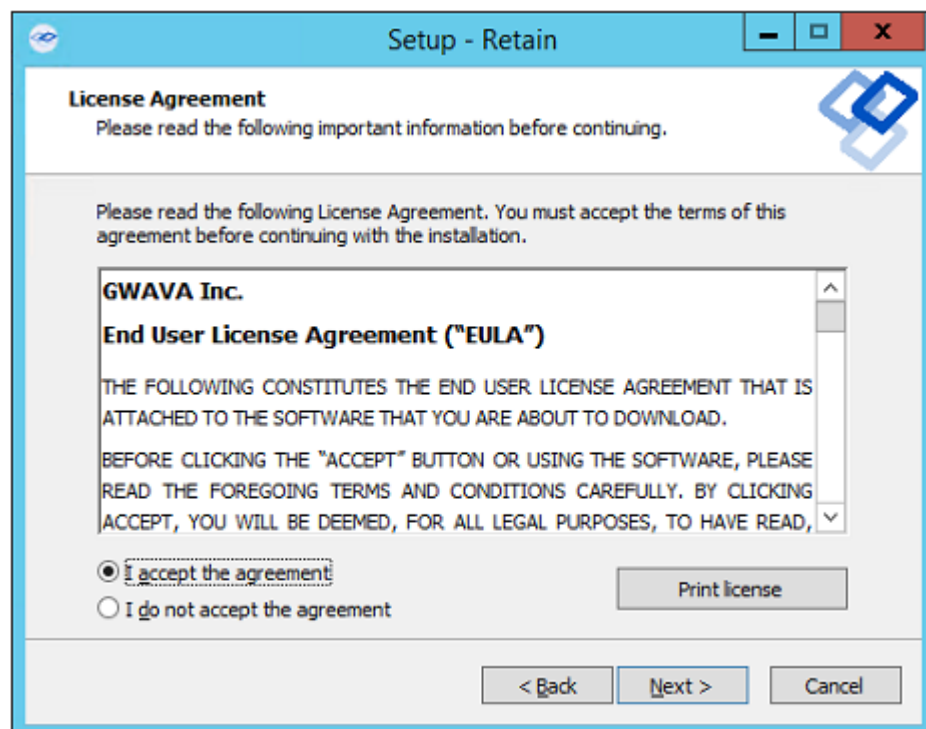 Setup - Retain
License Agreement
Please read the following important information before continuing.
Please read the following License Agreement. You must accept the terms of this
agreement before continuing with the installation.
GWAVA Inc.
End User License Agreement (“EULA”)
THE FOLLOWING CONSTITUTES THE END USER LICENSE AGREEMENT THAT IS
ATTACHED TO THE SOFTWARE THAT YOU ARE ABOUT TO DOWNLOAD.
BEFORE CLICKING THE “ACCEPT” BUTTON OR USING THE SOFTWARE, PLEASE
READ THE FOREGOING TERMS AND CONDITIONS CAREFULLY. BY CLICKING
ACCEPT, YOU WILL BE DEEMED, FOR ALL LEGAL PURPOSES, TO HAVE READ,
I accept the agreement
Print license
I do not accept the agreement
< Back
Next >
Cancel